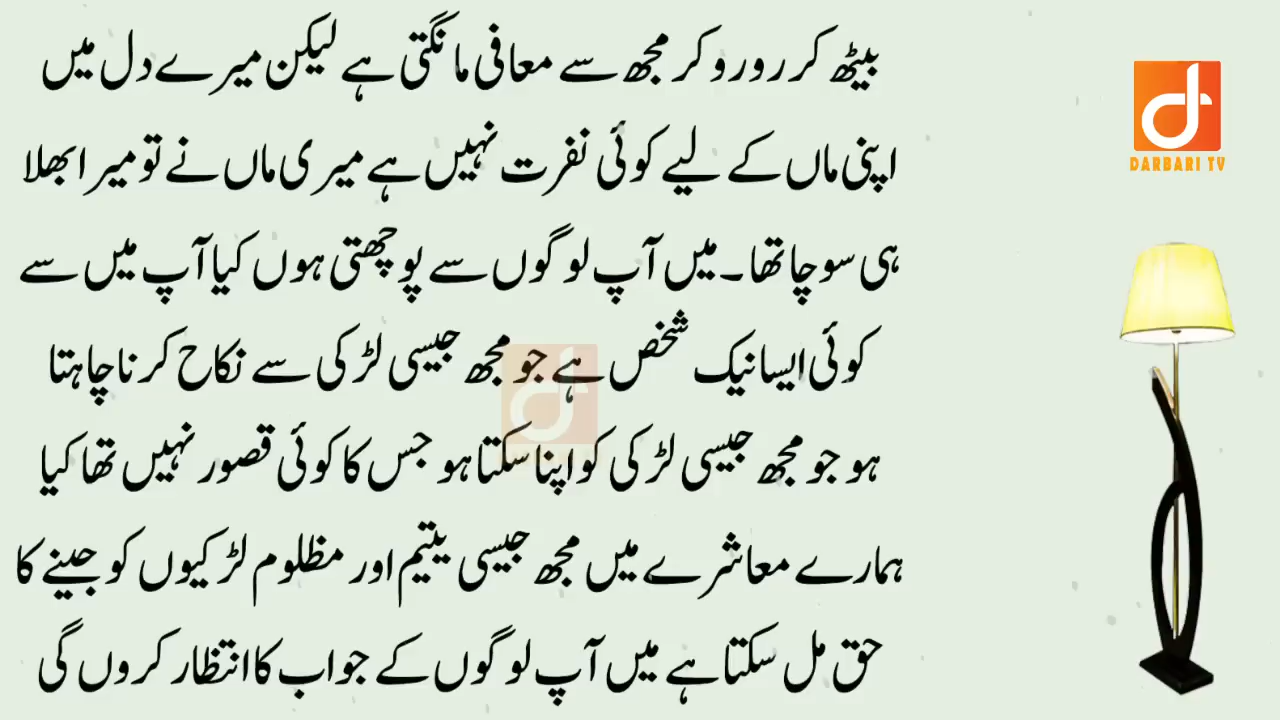 بیٹھ کر رو رو کر مجھ سے معافی مانگتی ہے لیکن میرے دل میں
اپنی ماں کے لیے کوئی نفرت نہیں ہے میری ماں نے تو میرا بھلا
ہی سوچا تھا۔ میں آپ لوگوں سے پوچھتی ہوں کیا آپ میں سے
کوئی ایسا نیک شخص ہے جو مجھ جیسی لڑکی سے نکاح کرنا چاہتا
ہو جو مجھ جیسی لڑکی کو اپنا سکتا ہو جس کا کوئی قصور نہیں تھا کیا
ہمارے معاشرے میں مجھ جیسی یتیم اور مظلوم لڑکیوں کو جینے کا
حق مل سکتا ہے میں آپ لوگوں کے جواب کا انتظار کروں گی
DARBARI TV